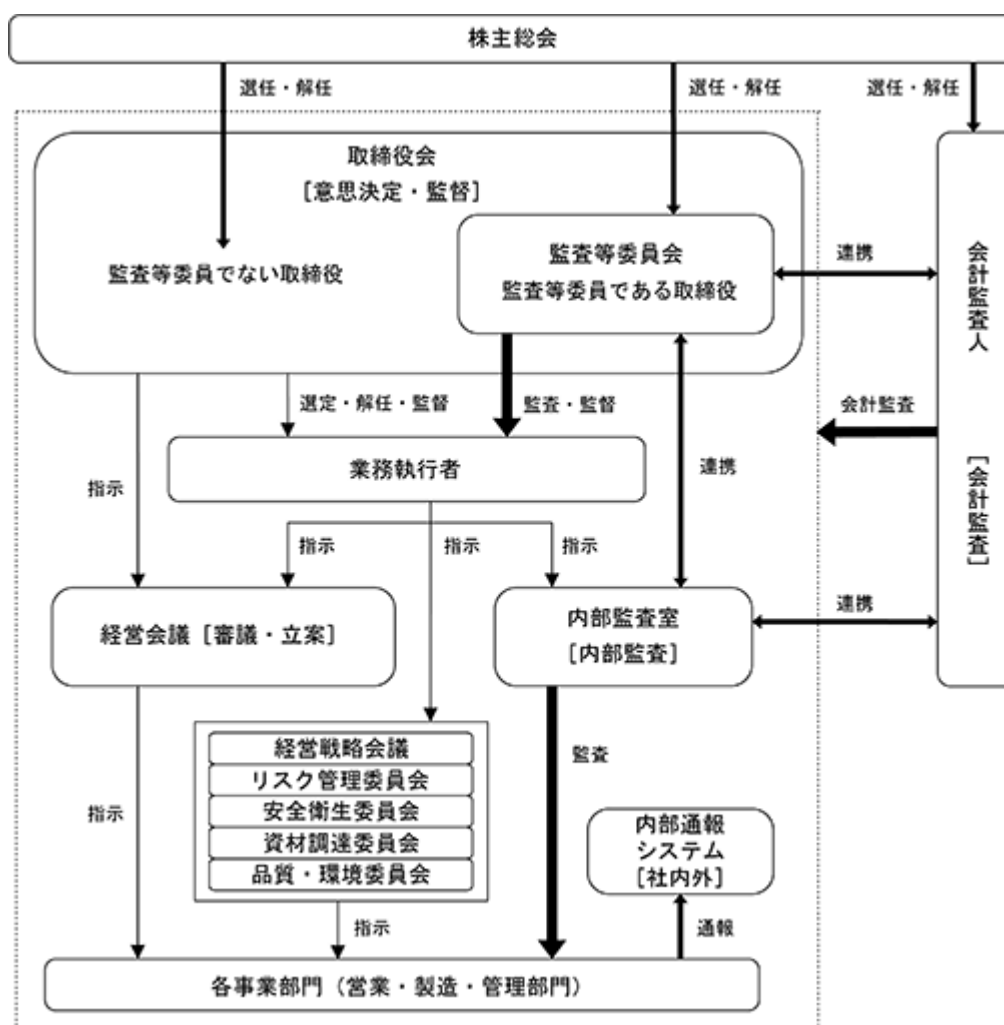 株主総会
選任・解任
選任・解任
選任・解任
取締役会
[意思決定・監督]
監査等委員でない取締役
監査等委員会
監査等委員である取締役
連携
会計監査人
[会計監査]
選定・解任・監督
監査・監督
会計監査
業務執行者
指示
連携
指示
指示
指示
経営会議［審議・立案］
内部監査室
[内部監査]
連携
経営戦略会議
リスク管理委員会
安全衛生委員会
資材調達委員会
品質・環境委員会
監査
指示
内部通報
システム
[社内外]
指示
通報
各事業部門（営業・製造・管理部門）